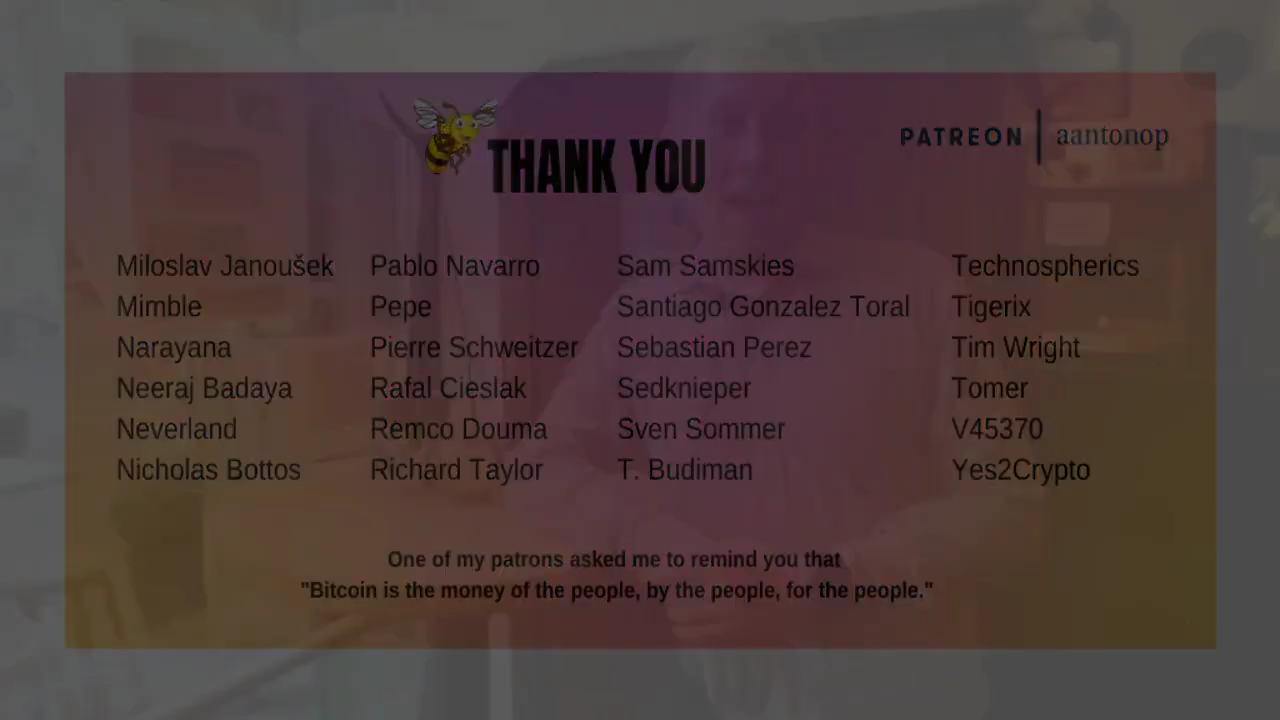 THANK YOU
PATREON | aantonop
Miloslav Janoušek
Mimble
Narayana
Neeraj Badaya
Neverland
Nicholas Bottos
Pablo Navarro
Pepe
Pierre Schweitzer
Rafal Cieslak
Remco Douma
Richard Taylor
Sam Samskies
Santiago Gonzalez Toral
Sebastian Perez
Sedknieper
Sven Sommer
T. Budiman
Technospherics
Tigerix
Tim Wright
Tomer
V45370
Yes2Crypto
One of my patrons asked me to remind you that
"Bitcoin is the money of the people, by the people, for the people."